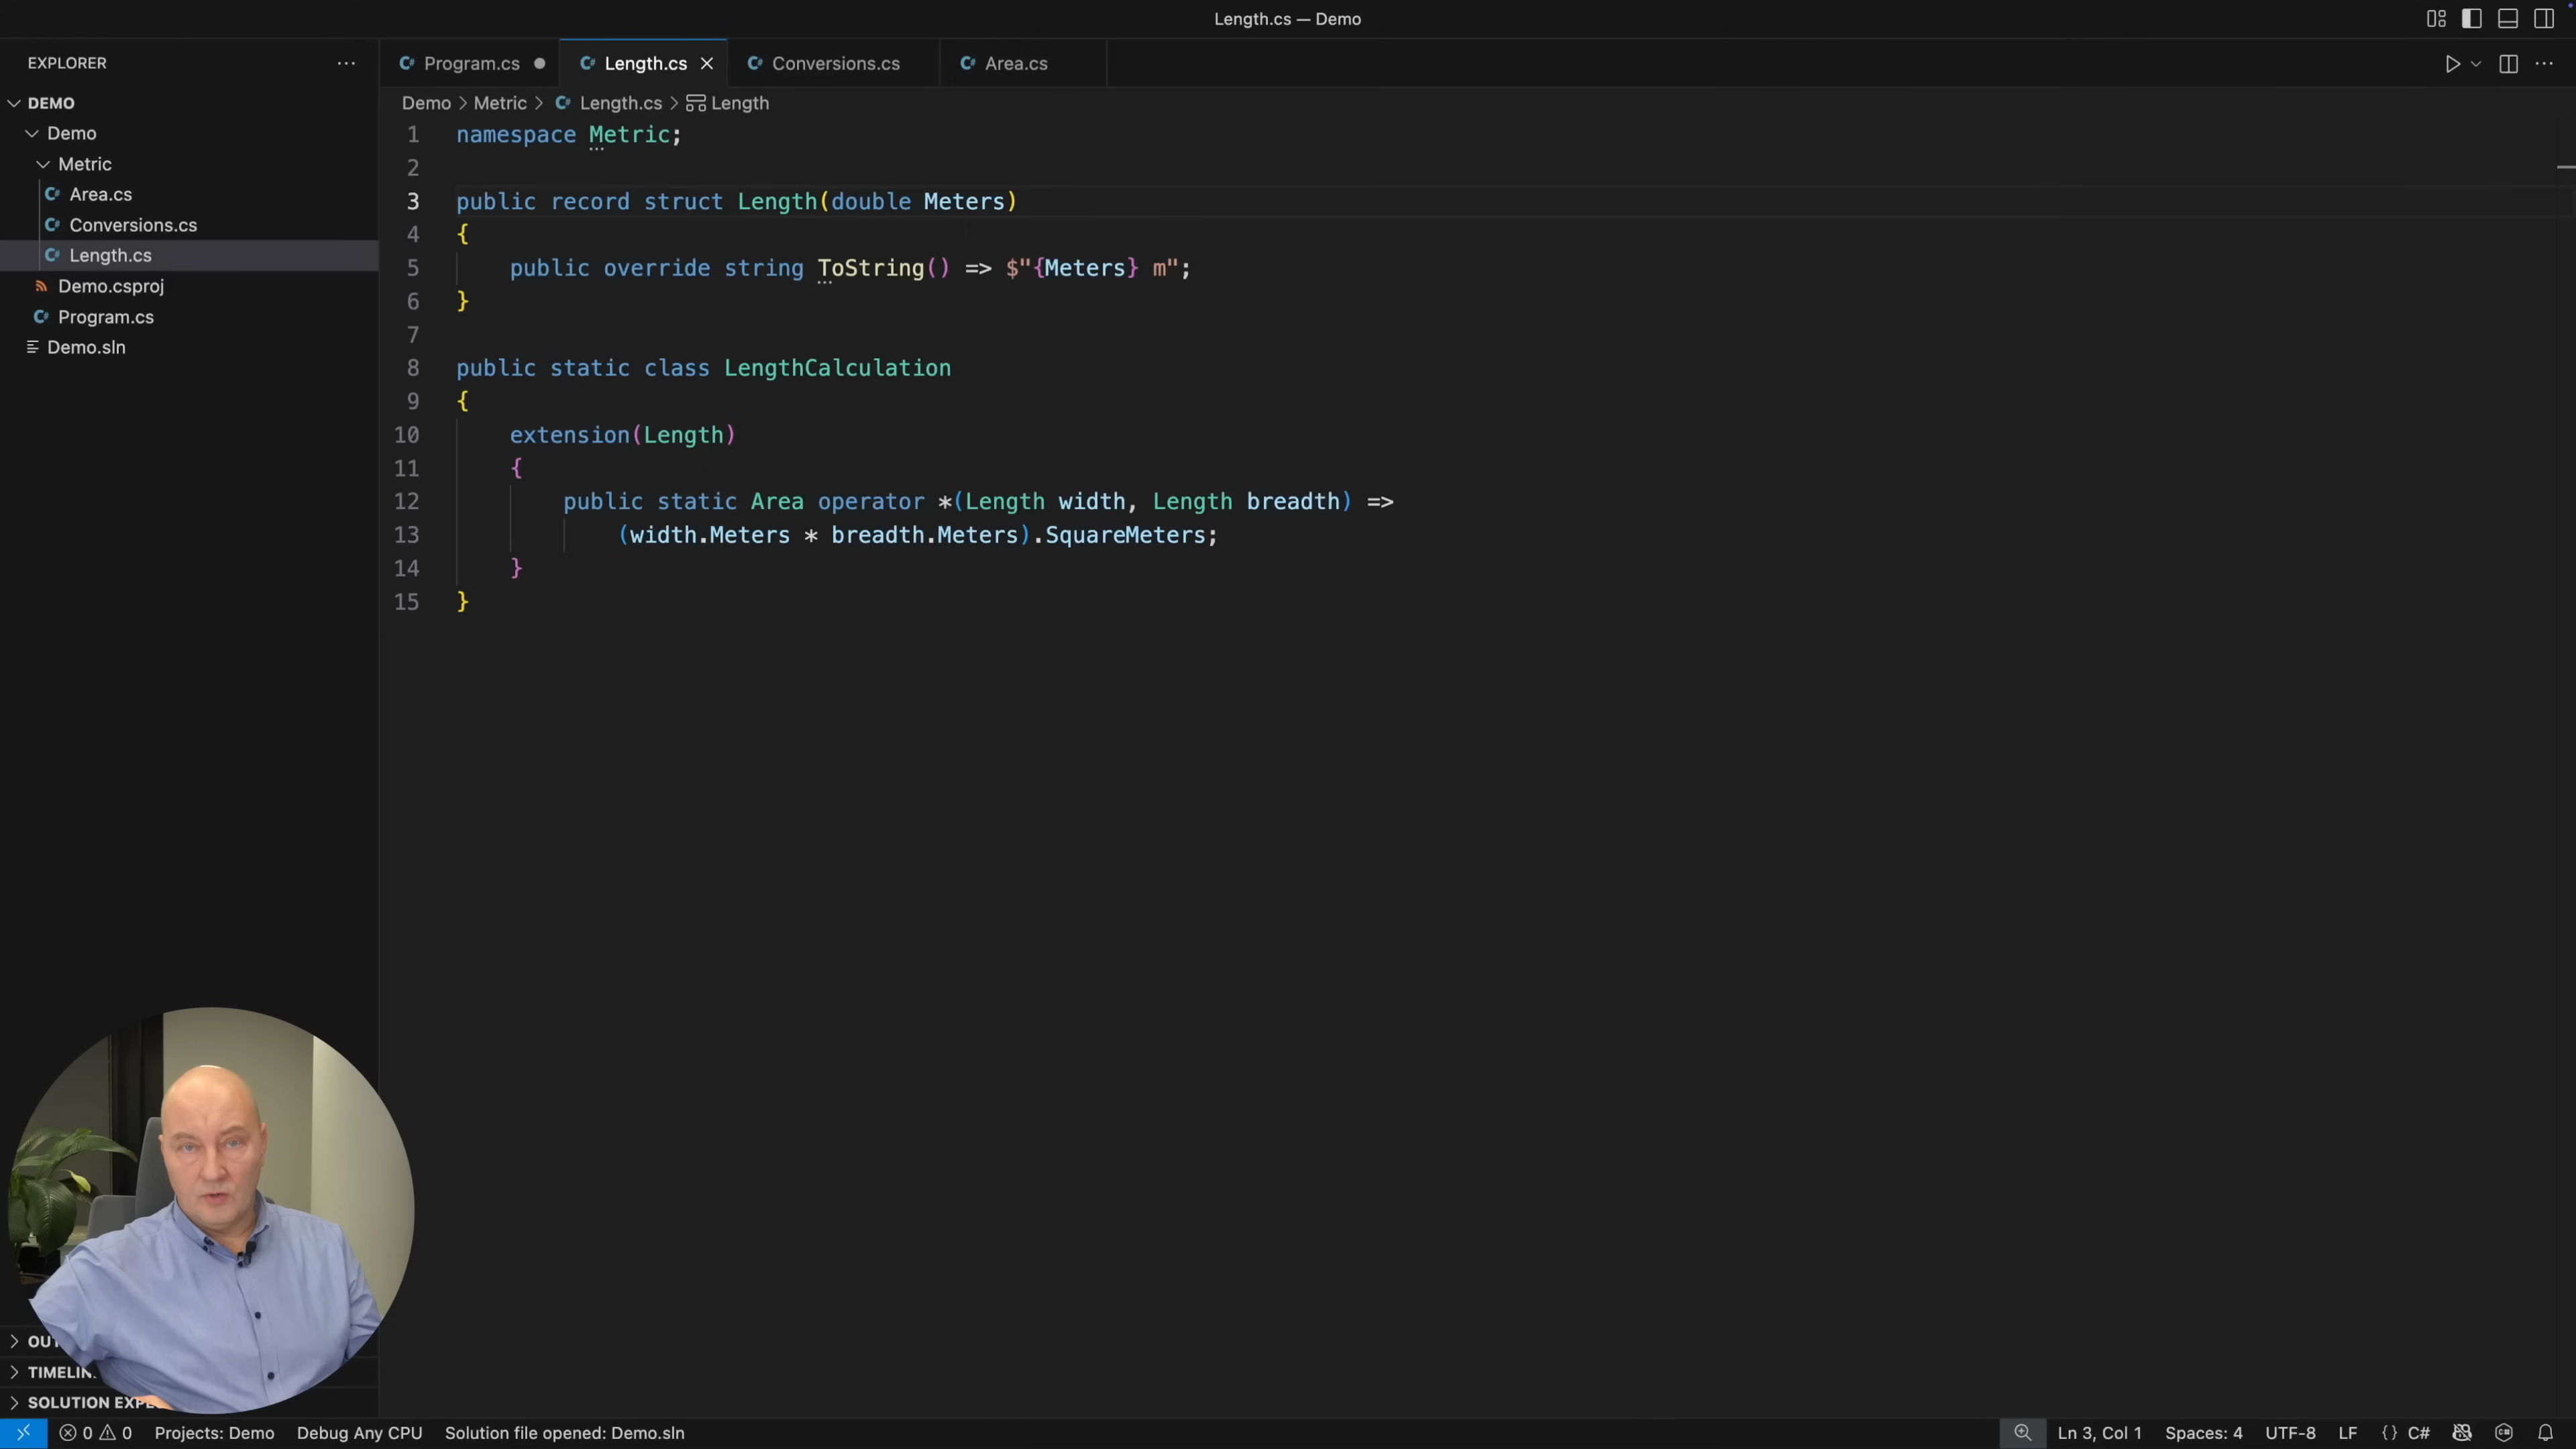 Length.cs — Demo
EXPLORER
Program.cs
Length.cs
Conversions.cs
Area.cs
DEMO
Demo
Metric
Area.cs
Conversions.cs
Length.cs
Demo.csproj
Program.cs
Demo.sln
Demo > Metric > Length.cs > Length
1 namespace Metric;
2
3 public record struct Length(double Meters)
4 {
5 public override string ToString() => $"{Meters} m";
6 }
7
8 public static class LengthCalculation
9 {
10 extension(Length)
11 {
12 public static Area operator *(Length width, Length breadth) =>
13 (width.Meters * breadth.Meters).SquareMeters;
14 }
15 }
SOLUTION
0 0 Projects: Demo Debug Any CPU Solution file opened: Demo.sln
Ln 3, Col 1 Spaces: 4 UTF-8 LF {} C#